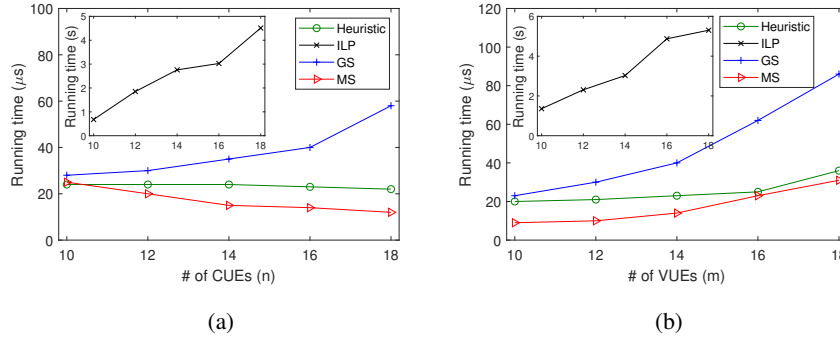 100
80
60
40
20
0
Running time (μs)
10 12 14 16 18
# of CUEs (n)
5
4
3
2
1
0
Running time (s)
10 12 14 16 18
Heuristic
ILP
GS
MS
(a)
120
100
80
60
40
20
0
Running time (μs)
10 12 14 16 18
# of VUEs (m)
6
4
2
0
Running time (s)
10 12 14 16 18
Heuristic
ILP
GS
MS
(b)